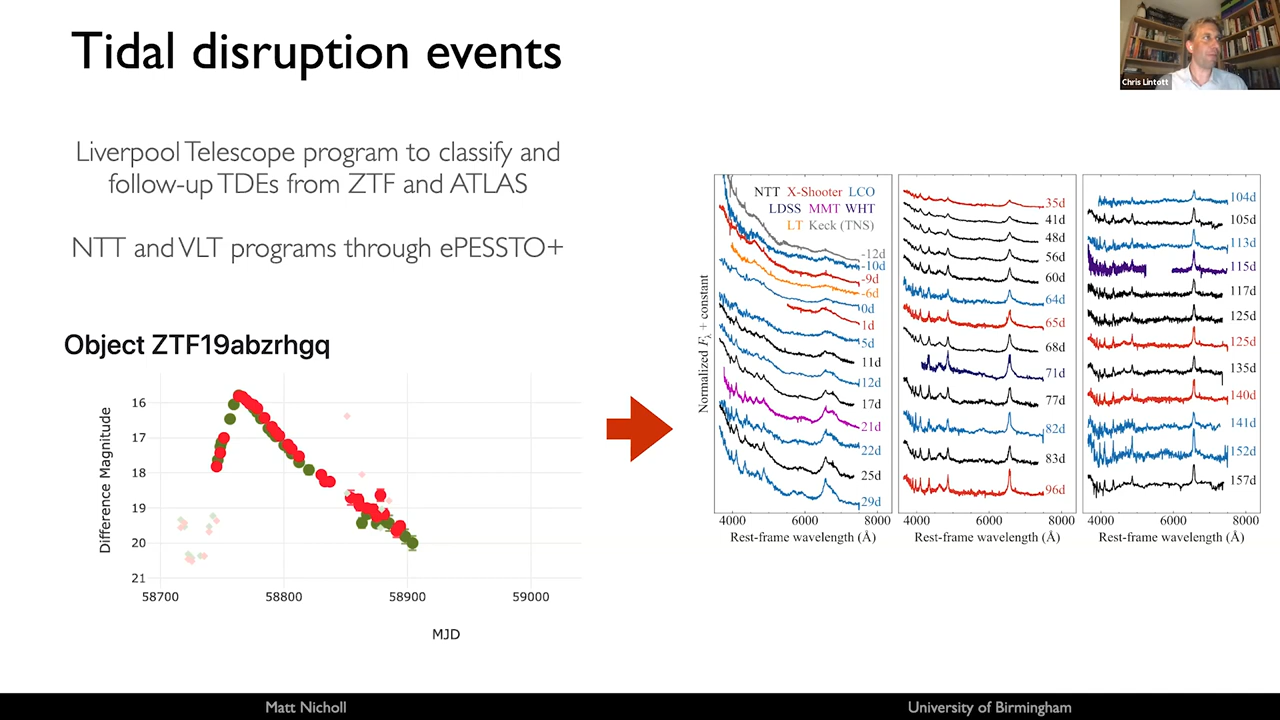 Tidal disruption events
Chris Lintott
Liverpool Telescope program to classify and
follow-up TDEs from ZTF and ATLAS
NTT and VLT programs through ePESSTO+
Object ZTF19abzrhgq
Difference Magnitude
16
17
18
19
20
21
58700 58800 58900 59000
MJD
Normalized Fλ + constant
NTT X-Shooter LCO
LDSS MMT WHT
LT Keck (TNS)
-12d
-10d
-9d
-6d
0d
1d
5d
11d
12d
17d
21d
22d
25d
29d
4000 6000 8000
Rest-frame wavelength (Å)
35d
41d
48d
56d
60d
64d
65d
68d
71d
77d
82d
83d
96d
4000 6000 8000
Rest-frame wavelength (Å)
104d
105d
113d
115d
117d
125d
125d
135d
140d
141d
152d
157d
4000 6000 8000
Rest-frame wavelength (Å)
Matt Nicholl
University of Birmingham